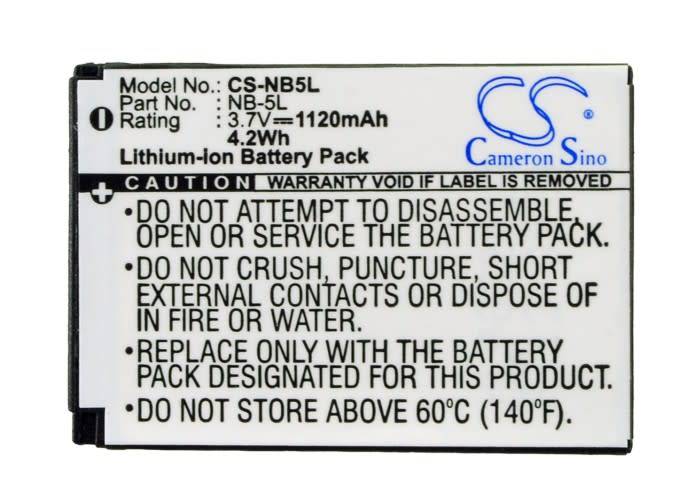 Model No.: CS-NB5L
Part No. : NB-5L
Rating : 3.7V⎓1120mAh
4.2Wh
Lithium-ion Battery Pack
CS
®
Cameron Sino
CAUTION WARRANTY VOID IF LABEL IS REMOVED
•DO NOT ATTEMPT TO DISASSEMBLE,
OPEN OR SERVICE THE BATTERY PACK.
•DO NOT CRUSH, PUNCTURE, SHORT
EXTERNAL CONTACTS OR DISPOSE OF
IN FIRE OR WATER.
•REPLACE ONLY WITH THE BATTERY
PACK DESIGNATED FOR THIS PRODUCT.
•DO NOT STORE ABOVE 60°C (140°F).